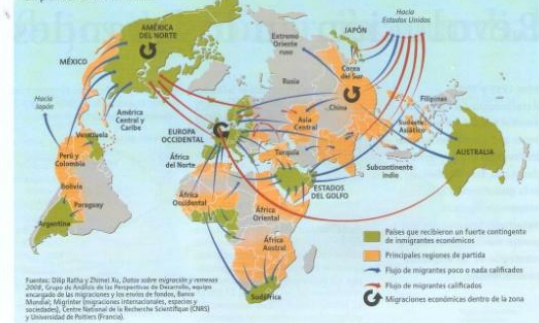 AMÉRICA
DEL NORTE
Hacia
Estados Unidos
JAPÓN
Extremo
Oriente
ruso
MÉXICO
Rusia
Corea
del Sur
Hacia
Japón
China
Filipinas
América
Central y
Caribe
EUROPA
OCCIDENTAL
Asia
Central
Sudeste
Asiático
Venezuela
Turquía
África
del Norte
Subcontinente
indio
AUSTRALIA
Perú y
Colombia
ESTADOS
DEL GOLFO
Bolivia
África
Occidental
África
Oriental
Paraguay
Argentina
África
Austral
Sudáfrica
Países que recibieron un fuerte contingente
de inmigrantes económicos
Principales regiones de partida
Flujo de migrantes poco o nada calificados
Flujo de migrantes calificados
Migraciones económicas dentro de la zona
Fuentes: Dilip Ratha y Zhimei Xu, Datos sobre migración y remesas
2008, Grupo de Análisis de las Perspectivas de Desarrollo, equipo
encargado de las migraciones y los envíos de fondos, Banco
Mundial; Migrinter (migraciones internacionales, espacios y
sociedades), Centre National de la Recherche Scientifique (CNRS)
y Universidad de Poitiers (Francia).